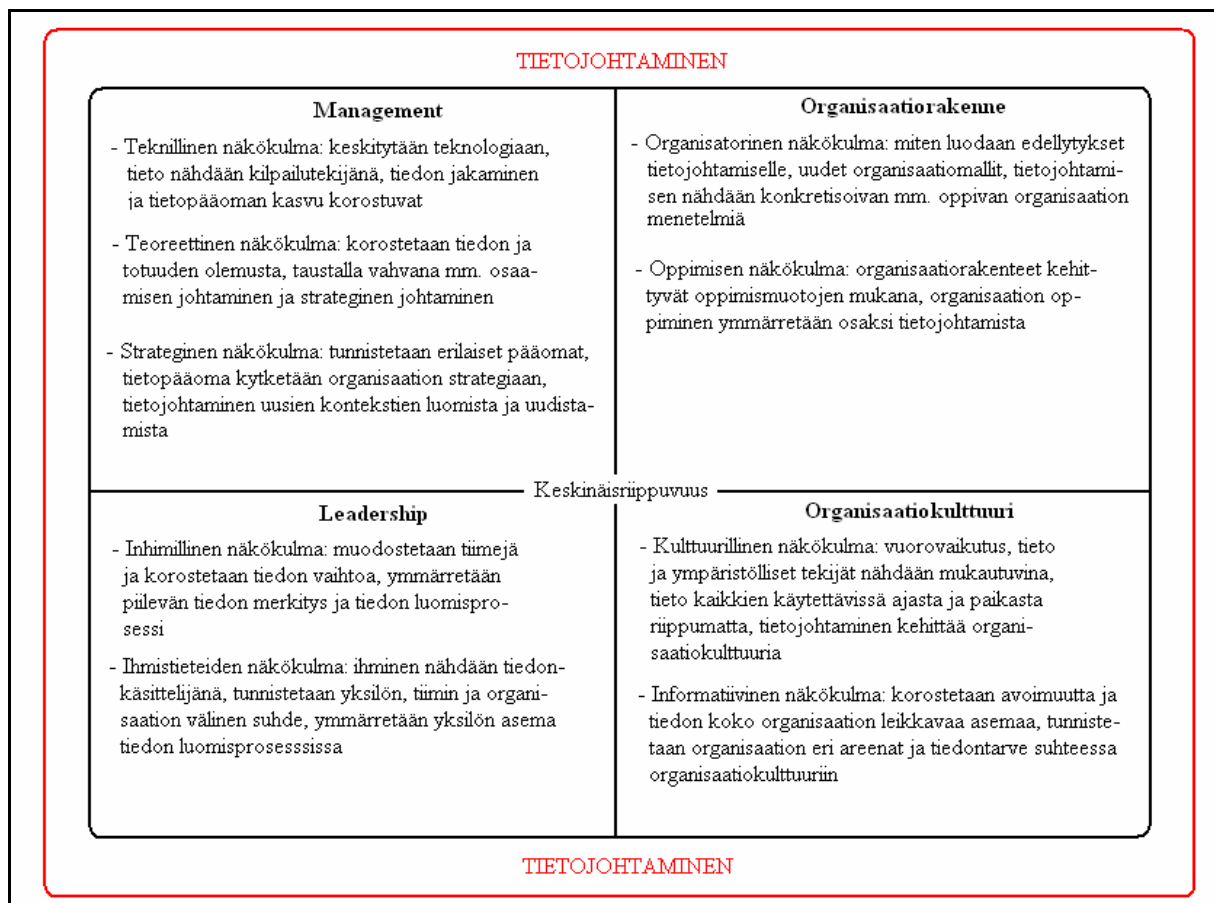 TIETOJOHTAMINEN
Management
- Teknillinen näkökulma: keskitytään teknologiaan,
tieto nähdään kilpailutekijänä, tiedon jakaminen
ja tietopääoman kasvu korostuvat
- Teoreettinen näkökulma: korostetaan tiedon ja
totuuden olemusta, taustalla vahvana mm. osaa-
misen johtaminen ja strateginen johtaminen
- Strateginen näkökulma: tunnistetaan erilaiset pääomat,
tietopääoma kytketään organisaation strategiaan,
tietojohtaminen uusien kontekstien luomista ja uudista-
mista
Organisaatiorakenne
- Organisatorinen näkökulma: miten luodaan edellytykset
tietojohtamiselle, uudet organisaatiomallit, tietojohtami-
sen nähdään konkretisoivan mm. oppivan organisaation
menetelmiä
- Oppimisen näkökulma: organisaatiorakenteet kehit-
tyvät oppimismuotojen mukana, organisaation op-
piminen ymmärretään osaksi tietojohtamista
Keskinäisriippuvuus
Leadership
- Inhimillinen näkökulma: muodostetaan tiimejä
ja korostetaan tiedon vaihtoa, ymmärretään
piilevän tiedon merkitys ja tiedon luomispro-
sessi
- Ihmistieteiden näkökulma: ihminen nähdään tiedon-
käsittelijänä, tunnistetaan yksilön, tiimin ja organi-
saation välinen suhde, ymmärretään yksilön asema
tiedon luomisprosesssissa
Organisaatiokulttuuri
- Kulttuurillinen näkökulma: vuorovaikutus, tieto
ja ympäristölliset tekijät nähdään mukautuvina,
tieto kaikkien käytettävissä ajasta ja paikasta
riippumatta, tietojohtaminen kehittää organi-
saatiokulttuuria
- Informatiivinen näkökulma: korostetaan avoimuutta ja
tiedon koko organisaation leikkavaa asemaa, tunniste-
taan organisaation eri areenat ja tiedontarve suhteessa
organisaatiokulttuuriin
TIETOJOHTAMINEN